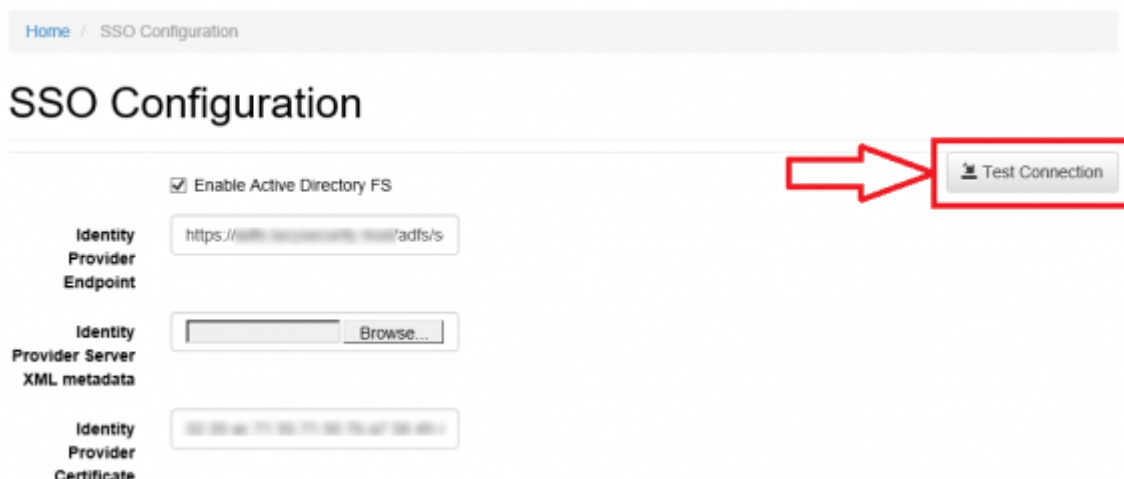 Home / SSO Configuration
SSO Configuration
Test Connection
Enable Active Directory FS
Identity
Provider
Endpoint
https:// /adfs/s
Identity
Provider Server
XML metadata
Browse...
Identity
Provider
Certificate